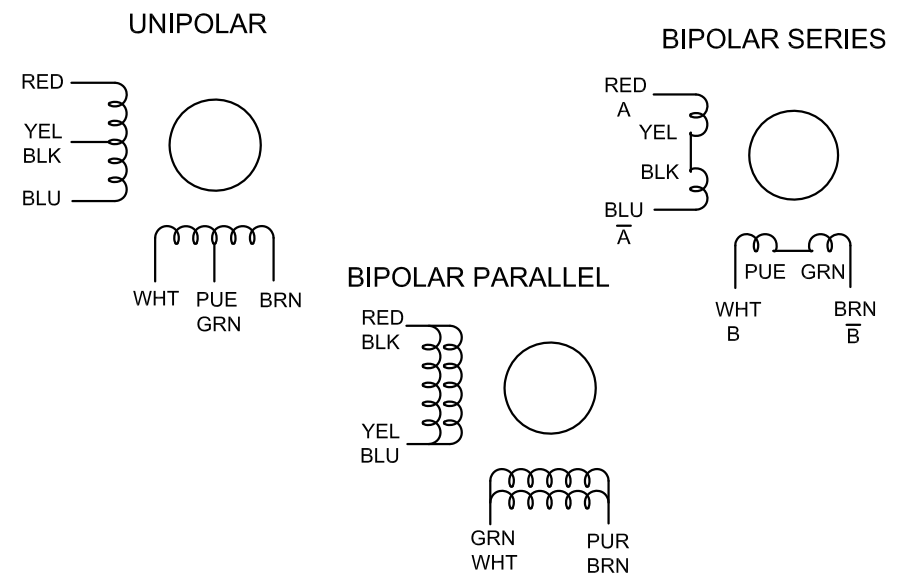 UNIPOLAR
RED
YEL
BLK
BLU
WHT PUE BRN
GRN
BIPOLAR SERIES
RED
A
YEL
BLK
BLU
A̅
PUE GRN
WHT BRN
B B̅
BIPOLAR PARALLEL
RED
BLK
YEL
BLU
GRN PUR
WHT BRN